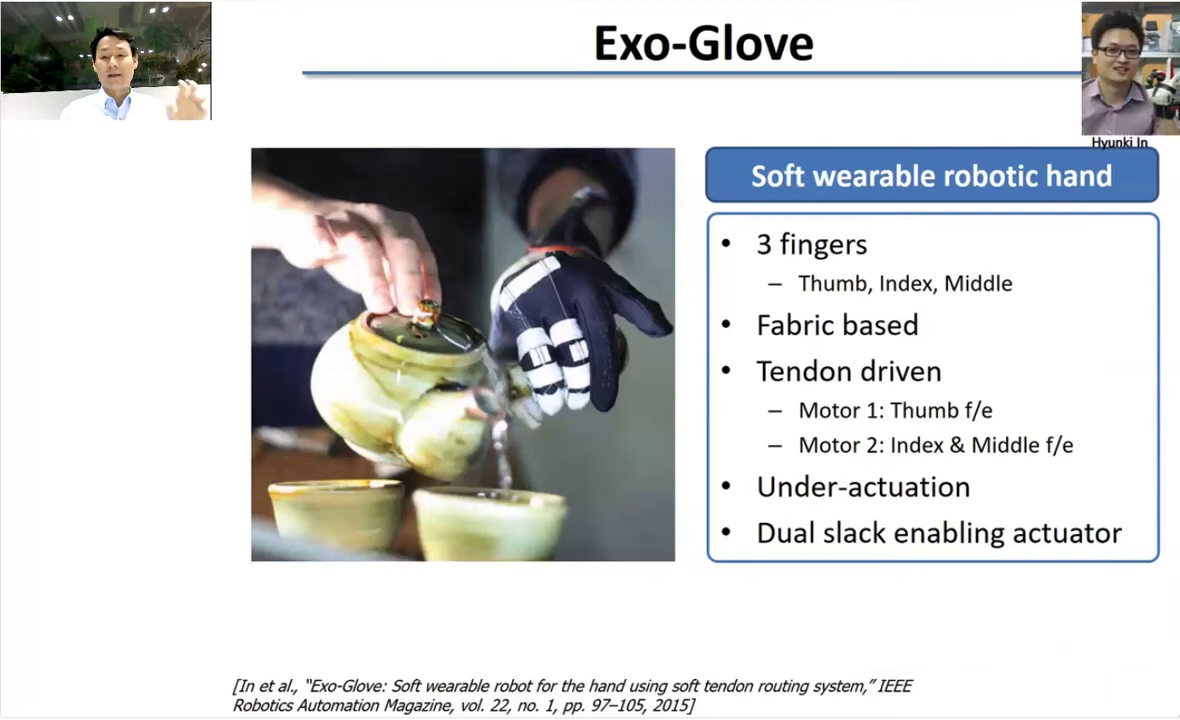 Exo-Glove
Hyunki In
Soft wearable robotic hand
• 3 fingers
– Thumb, Index, Middle
• Fabric based
• Tendon driven
– Motor 1: Thumb f/e
– Motor 2: Index & Middle f/e
• Under-actuation
• Dual slack enabling actuator
[In et al., “Exo-Glove: Soft wearable robot for the hand using soft tendon routing system,” IEEE
Robotics Automation Magazine, vol. 22, no. 1, pp. 97–105, 2015]